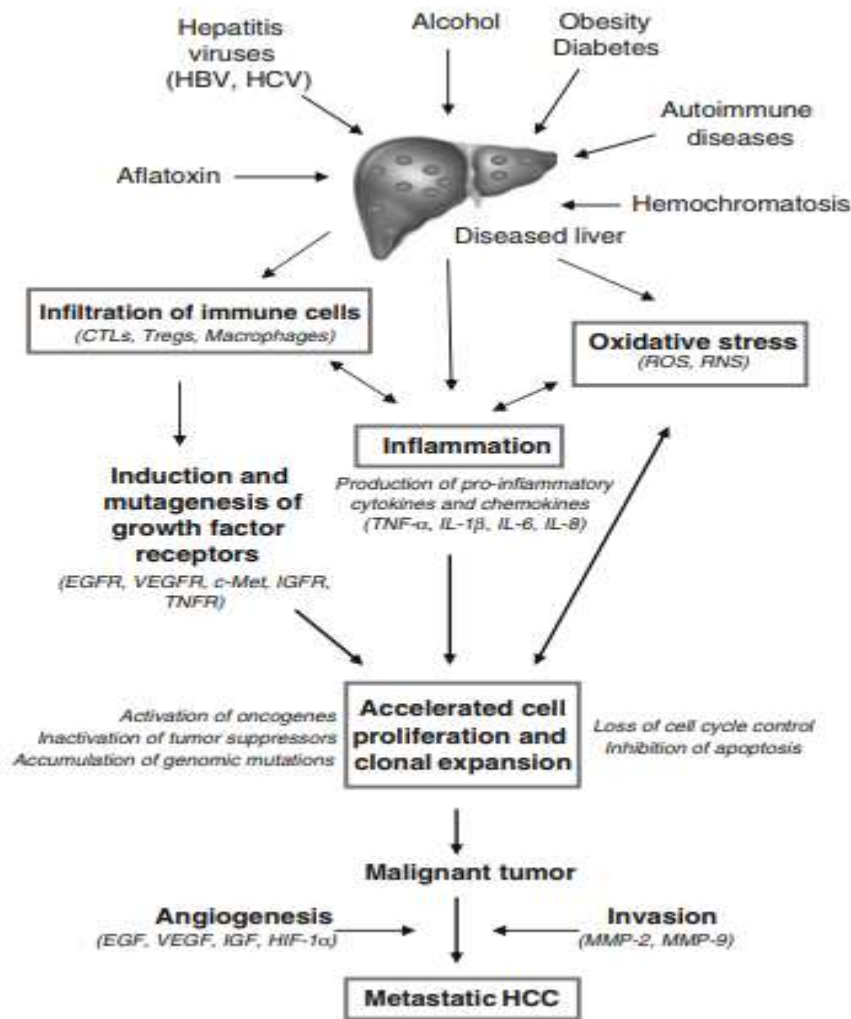 Hepatitis
viruses
(HBV, HCV)
Alcohol
Obesity
Diabetes
Autoimmune
diseases
Aflatoxin
Hemochromatosis
Diseased liver
Infiltration of immune cells
(CTLs, Tregs, Macrophages)
Oxidative stress
(ROS, RNS)
Inflammation
Production of pro-inflammatory
cytokines and chemokines
(TNF-α, IL-1β, IL-6, IL-8)
Induction and
mutagenesis of
growth factor
receptors
(EGFR, VEGFR, c-Met, IGFR,
TNFR)
Activation of oncogenes
Inactivation of tumor suppressors
Accumulation of genomic mutations
Accelerated cell
proliferation and
clonal expansion
Loss of cell cycle control
Inhibition of apoptosis
Malignant tumor
Angiogenesis
(EGF, VEGF, IGF, HIF-1α)
Invasion
(MMP-2, MMP-9)
Metastatic HCC